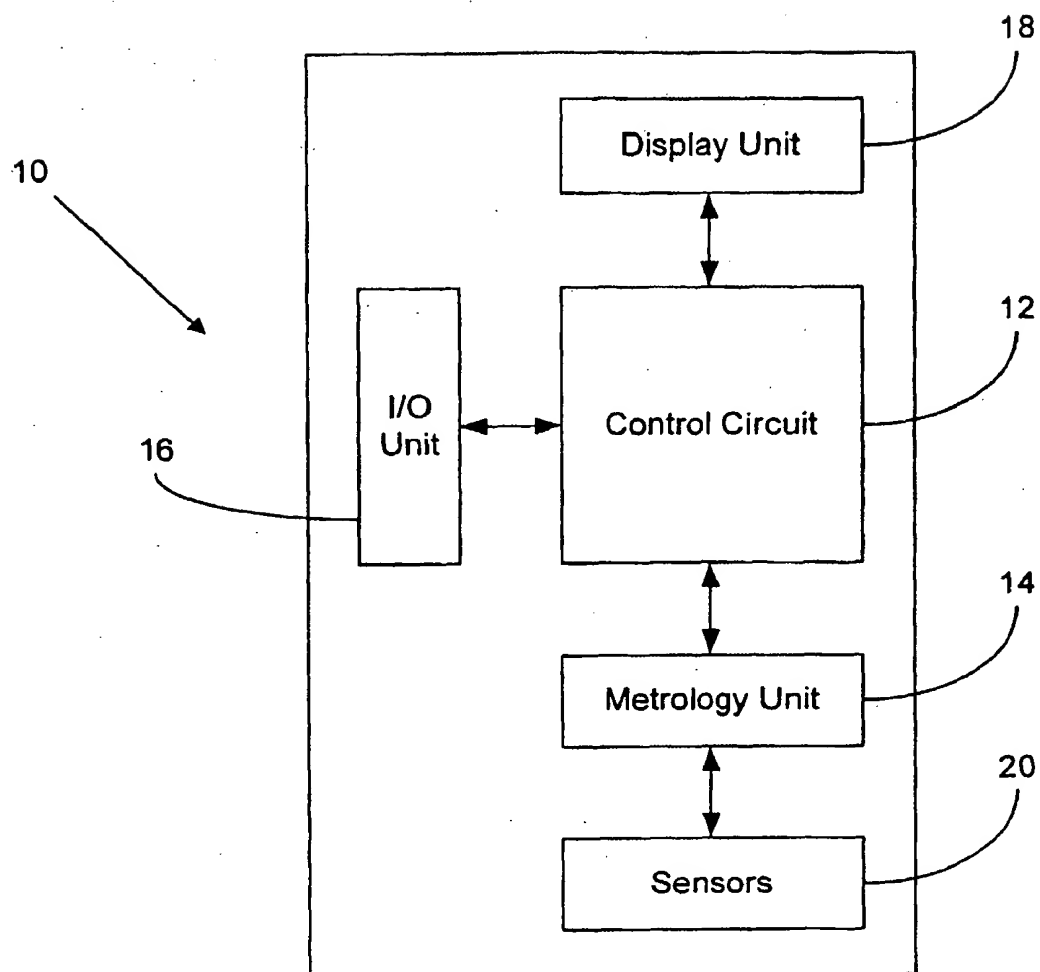 18
Display Unit
10
12
I/O
Unit
Control Circuit
16
14
Metrology Unit
20
Sensors